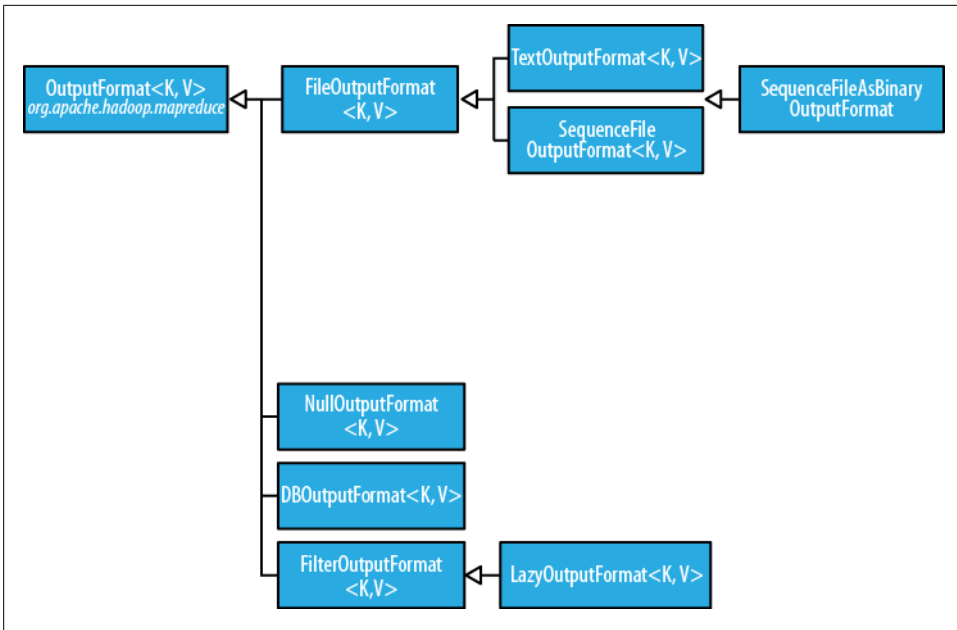 OutputFormat<K, V>
org.apache.hadoop.mapreduce
FileOutputFormat
<K, V>
TextOutputFormat<K, V>
SequenceFile
OutputFormat<K, V>
SequenceFileAsBinary
OutputFormat
NullOutputFormat
<K, V>
DBOutputFormat<K, V>
FilterOutputFormat
<K,V>
LazyOutputFormat<K, V>